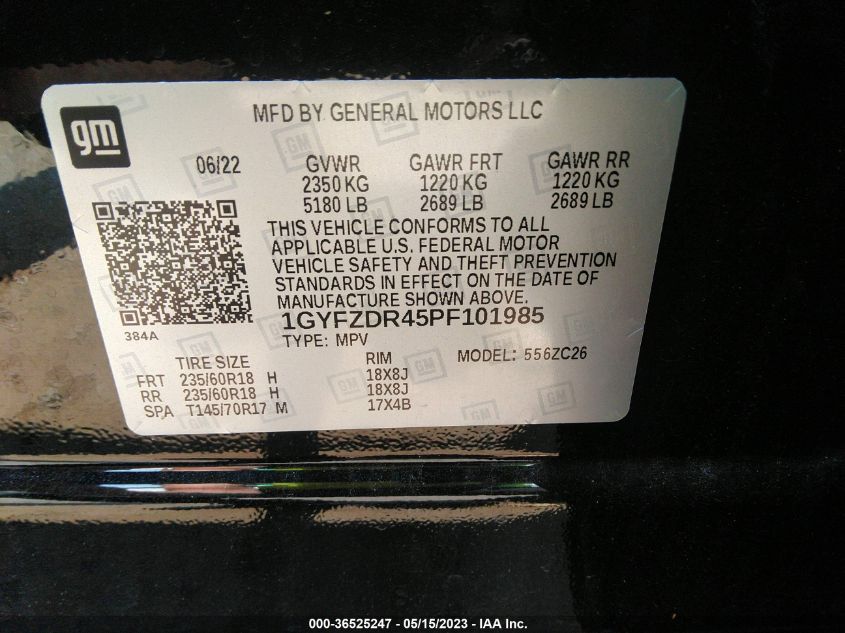 gm
MFD BY GENERAL MOTORS LLC
06/22 GVWR GAWR FRT GAWR RR
2350 KG 1220 KG 1220 KG
5180 LB 2689 LB 2689 LB
THIS VEHICLE CONFORMS TO ALL
APPLICABLE U.S. FEDERAL MOTOR
VEHICLE SAFETY AND THEFT PREVENTION
STANDARDS IN EFFECT ON THE DATE OF
MANUFACTURE SHOWN ABOVE.
384A
1GYFZDR45PF101985
TYPE: MPV MODEL: 556ZC26
TIRE SIZE RIM
FRT 235/60R18 H 18X8J
RR 235/60R18 H 18X8J
SPA T145/70R17 M 17X4B
000-36525247 - 05/15/2023 - IAA Inc.